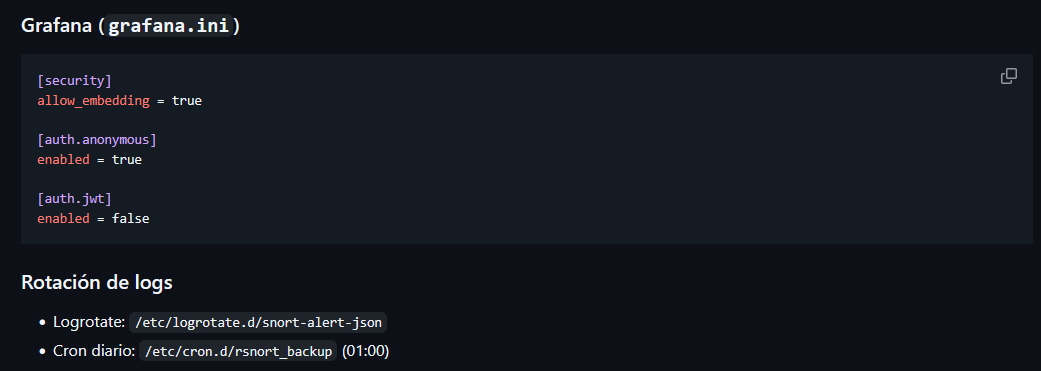 Grafana (grafana.ini)
[security]
allow_embedding = true
[auth.anonymous]
enabled = true
[auth.jwt]
enabled = false
Rotación de logs
• Logrotate: /etc/logrotate.d/snort-alert-json
• Cron diario: /etc/cron.d/rsnort_backup (01:00)